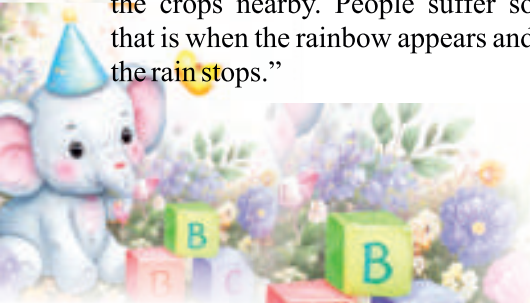 the crops nearby. People suffer so
that is when the rainbow appears and
the rain stops.”
B
B
B
C